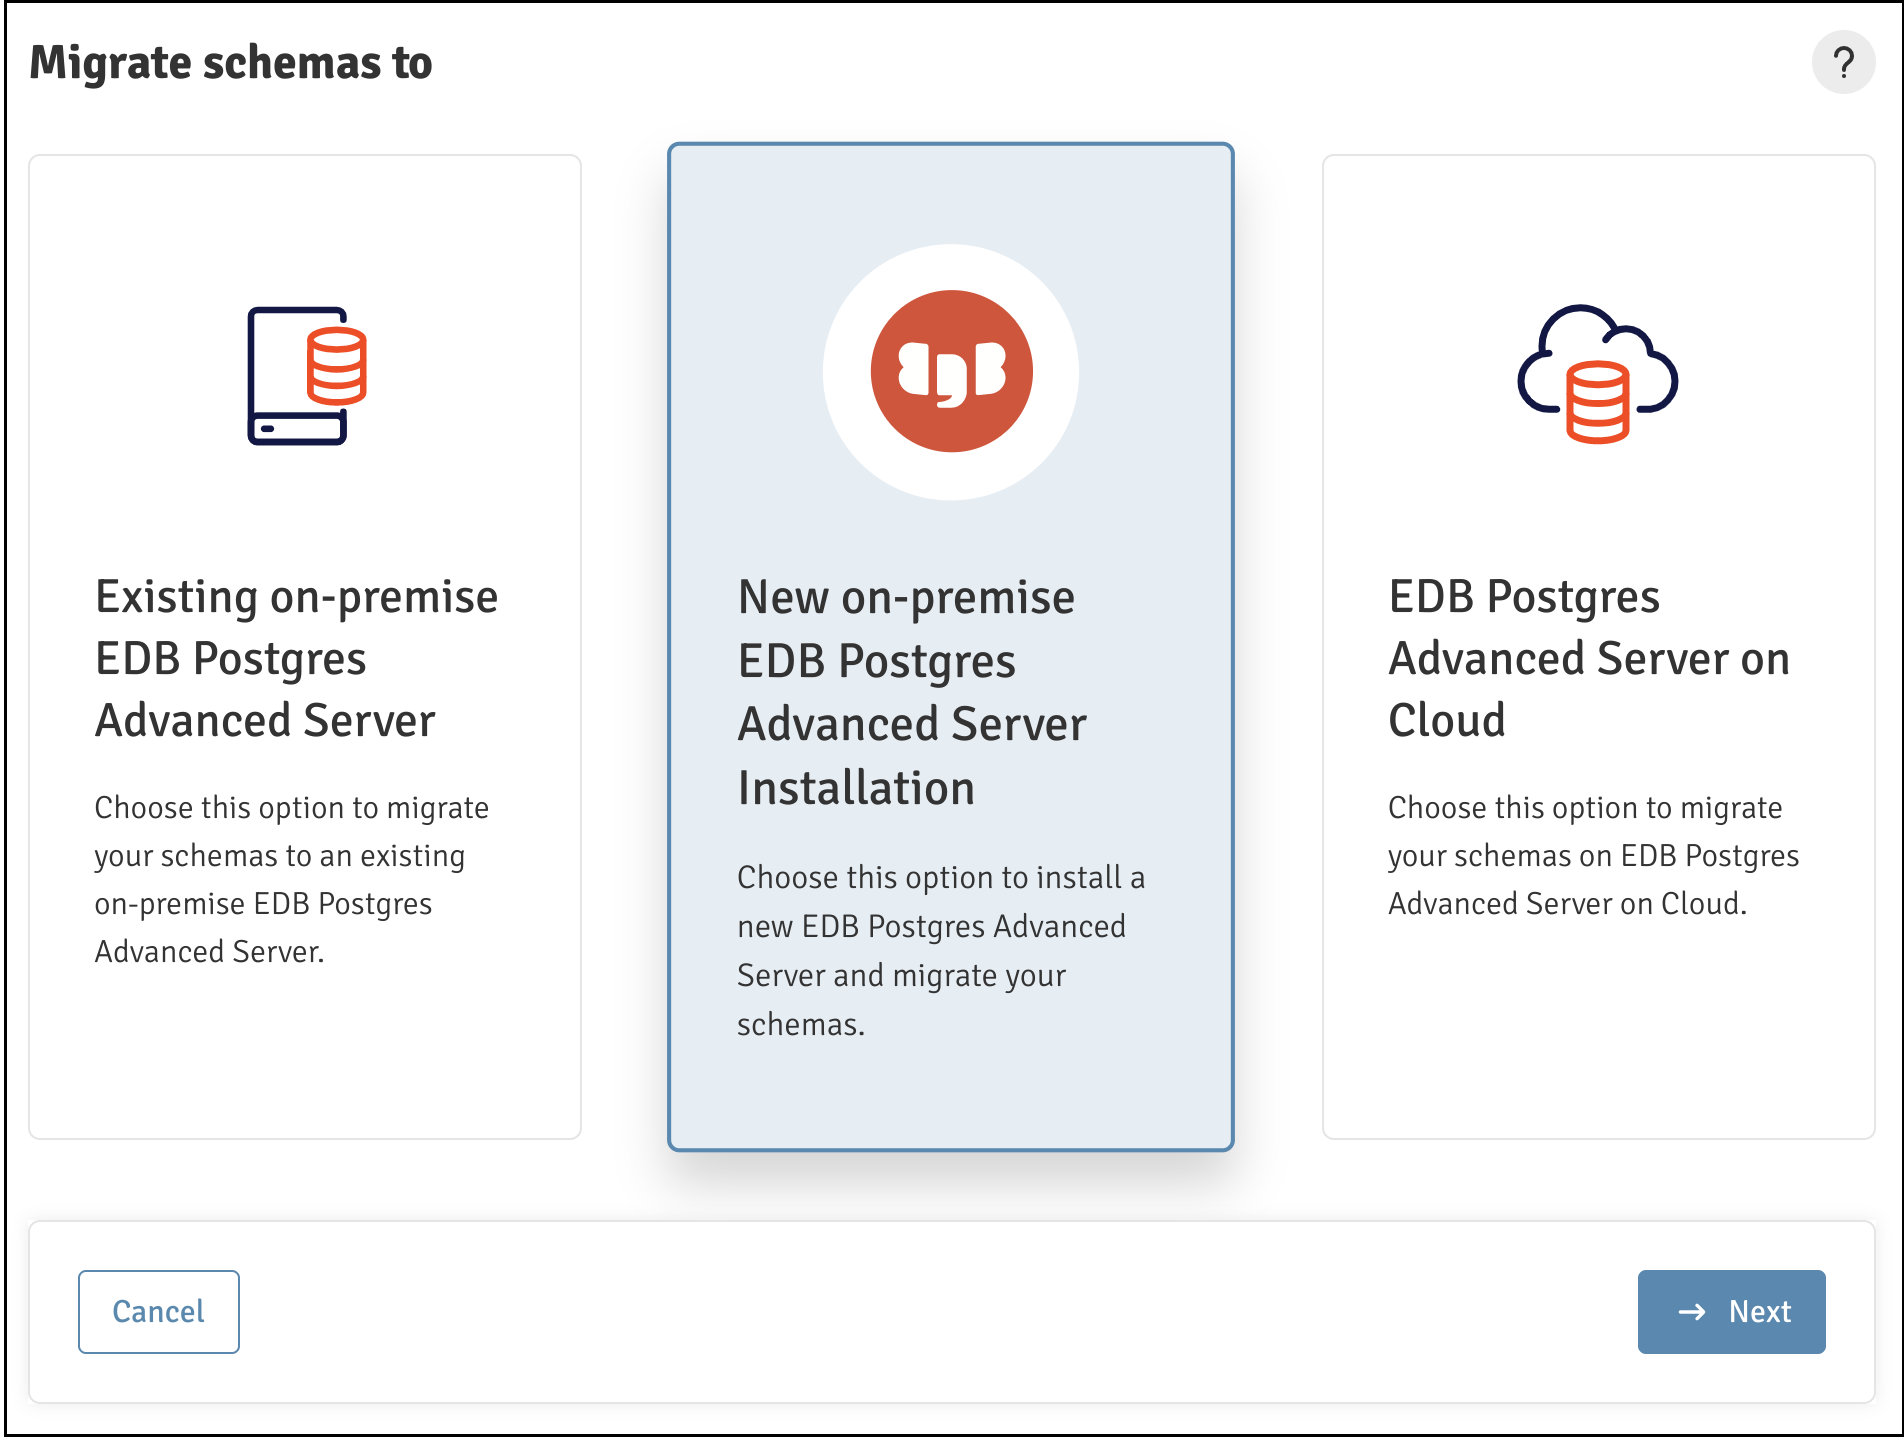 Migrate schemas to
?
Existing on-premise
EDB Postgres
Advanced Server
Choose this option to migrate
your schemas to an existing
on-premise EDB Postgres
Advanced Server.
New on-premise
EDB Postgres
Advanced Server
Installation
Choose this option to install a
new EDB Postgres Advanced
Server and migrate your
schemas.
EDB Postgres
Advanced Server on
Cloud
Choose this option to migrate
your schemas on EDB Postgres
Advanced Server on Cloud.
Cancel
→ Next